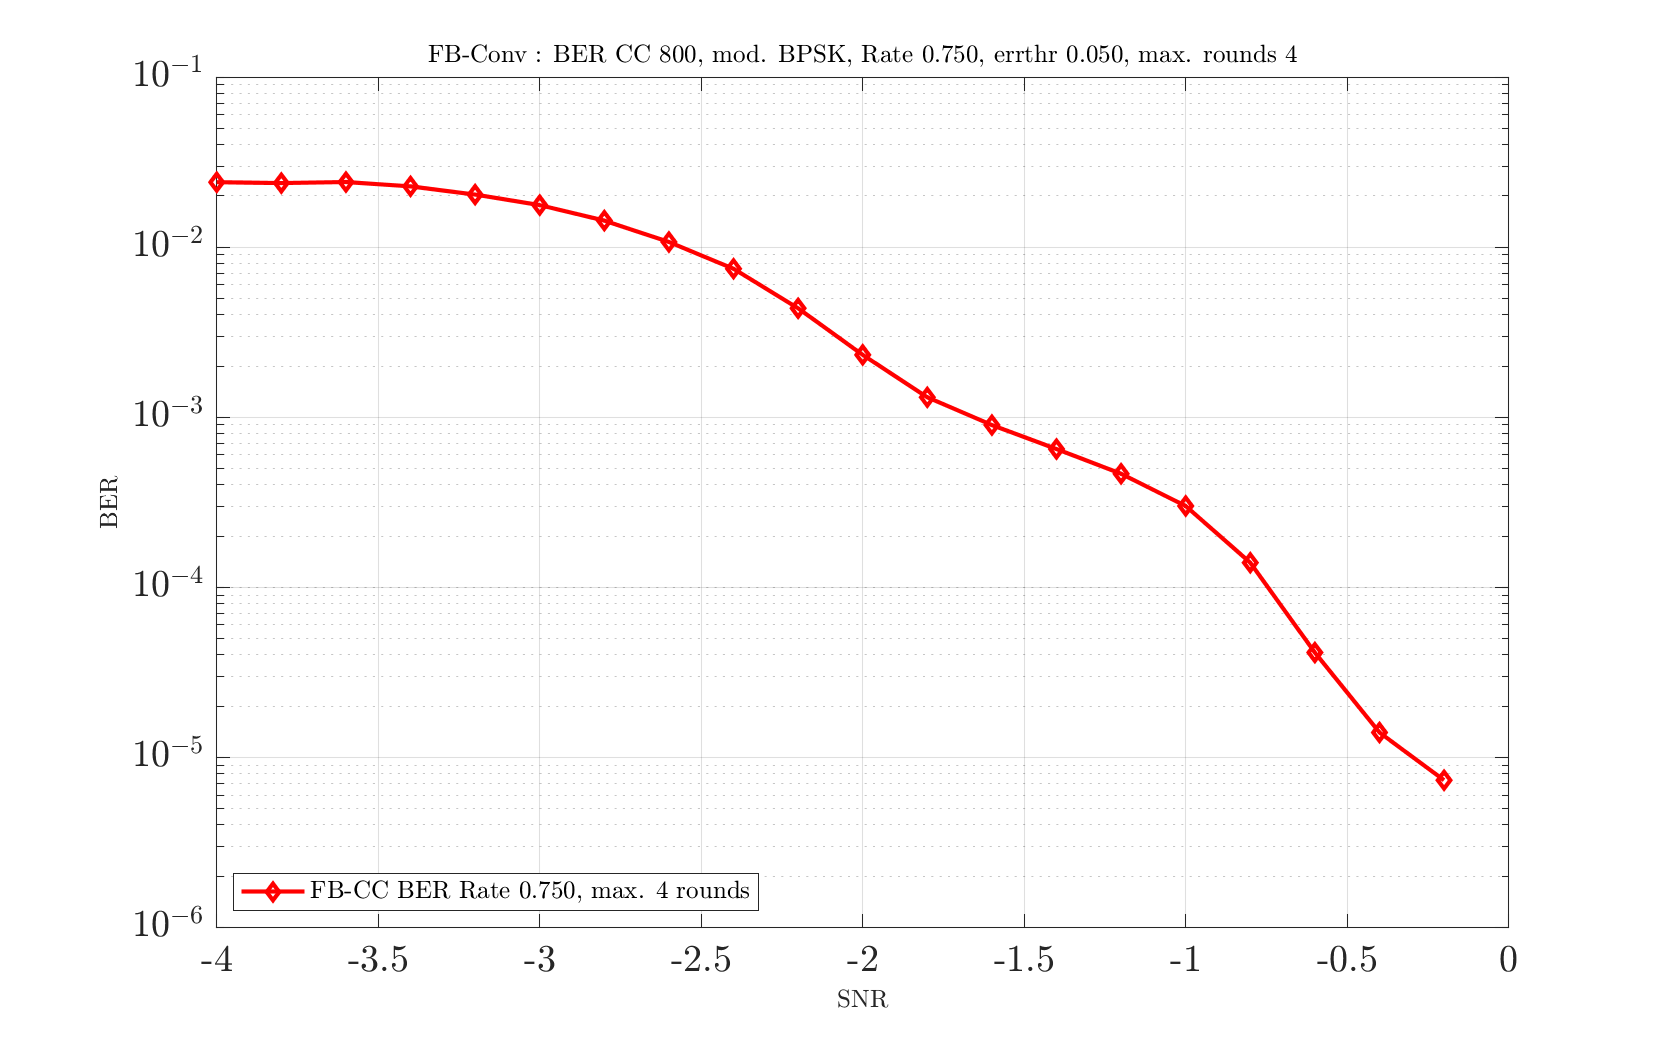 FB-Conv : BER CC 800, mod. BPSK, Rate 0.750, errthr 0.050, max. rounds 4
10^{-1}
10^{-2}
10^{-3}
10^{-4}
10^{-5}
10^{-6}
BER
FB-CC BER Rate 0.750, max. 4 rounds
-4 -3.5 -3 -2.5 -2 -1.5 -1 -0.5 0
SNR